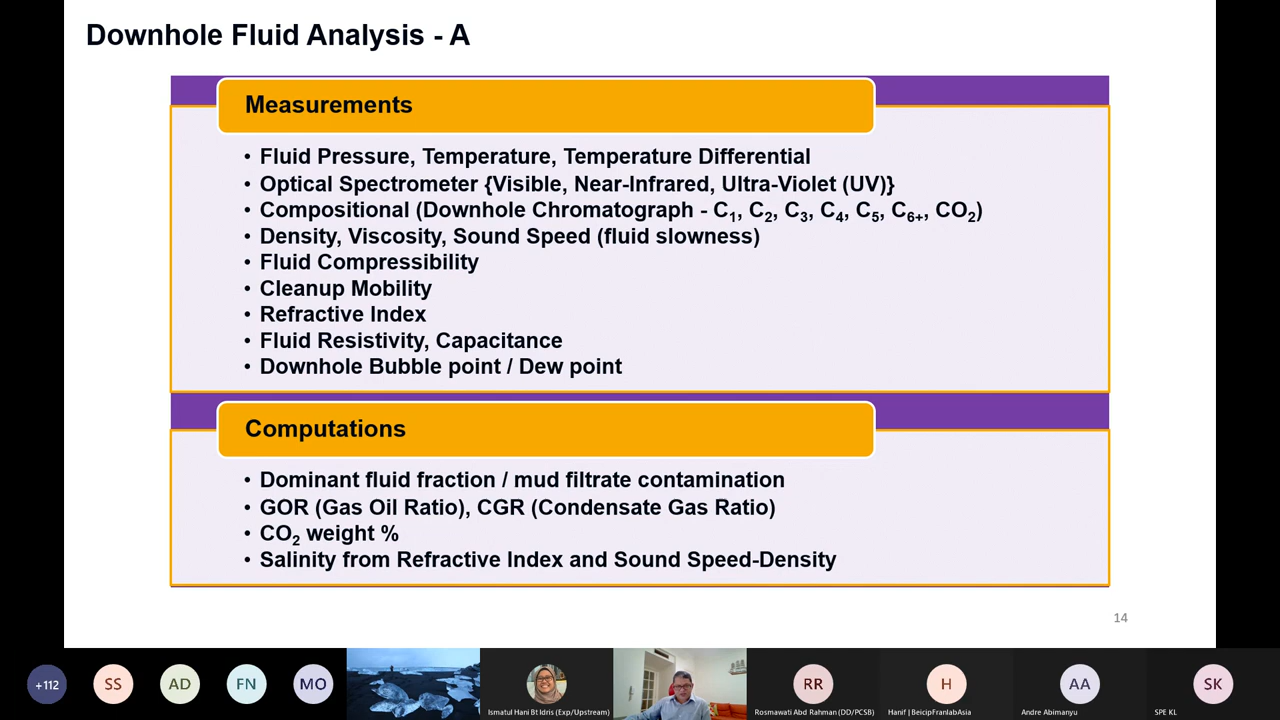 Downhole Fluid Analysis - A
Measurements
• Fluid Pressure, Temperature, Temperature Differential
• Optical Spectrometer {Visible, Near-Infrared, Ultra-Violet (UV)}
• Compositional (Downhole Chromatograph - C1, C2, C3, C4, C5, C6+, CO2)
• Density, Viscosity, Sound Speed (fluid slowness)
• Fluid Compressibility
• Cleanup Mobility
• Refractive Index
• Fluid Resistivity, Capacitance
• Downhole Bubble point / Dew point
Computations
• Dominant fluid fraction / mud filtrate contamination
• GOR (Gas Oil Ratio), CGR (Condensate Gas Ratio)
• CO2 weight %
• Salinity from Refractive Index and Sound Speed-Density
14
+112 SS AD FN MO RR H AA SK
Ismatul Hani Bt Idris (Exp/Upstream) Rosmawati Abd Rahman (DD/PCSB) Hanif | BeicipFranlabAsia Andre Abimanyu SPE KL